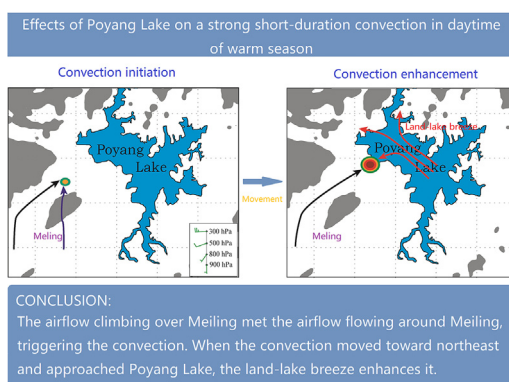 Effects of Poyang Lake on a strong short-duration convection in daytime
of warm season
Convection initiation
Convection enhancement
Poyang
Lake
Meling
300 hPa
500 hPa
800 hPa
900 hPa
Movement
Land-lake breeze
Poyang
Lake
Meling
CONCLUSION:
The airflow climbing over Meiling met the airflow flowing around Meiling,
triggering the convection. When the convection moved toward northeast
and approached Poyang Lake, the land-lake breeze enhances it.